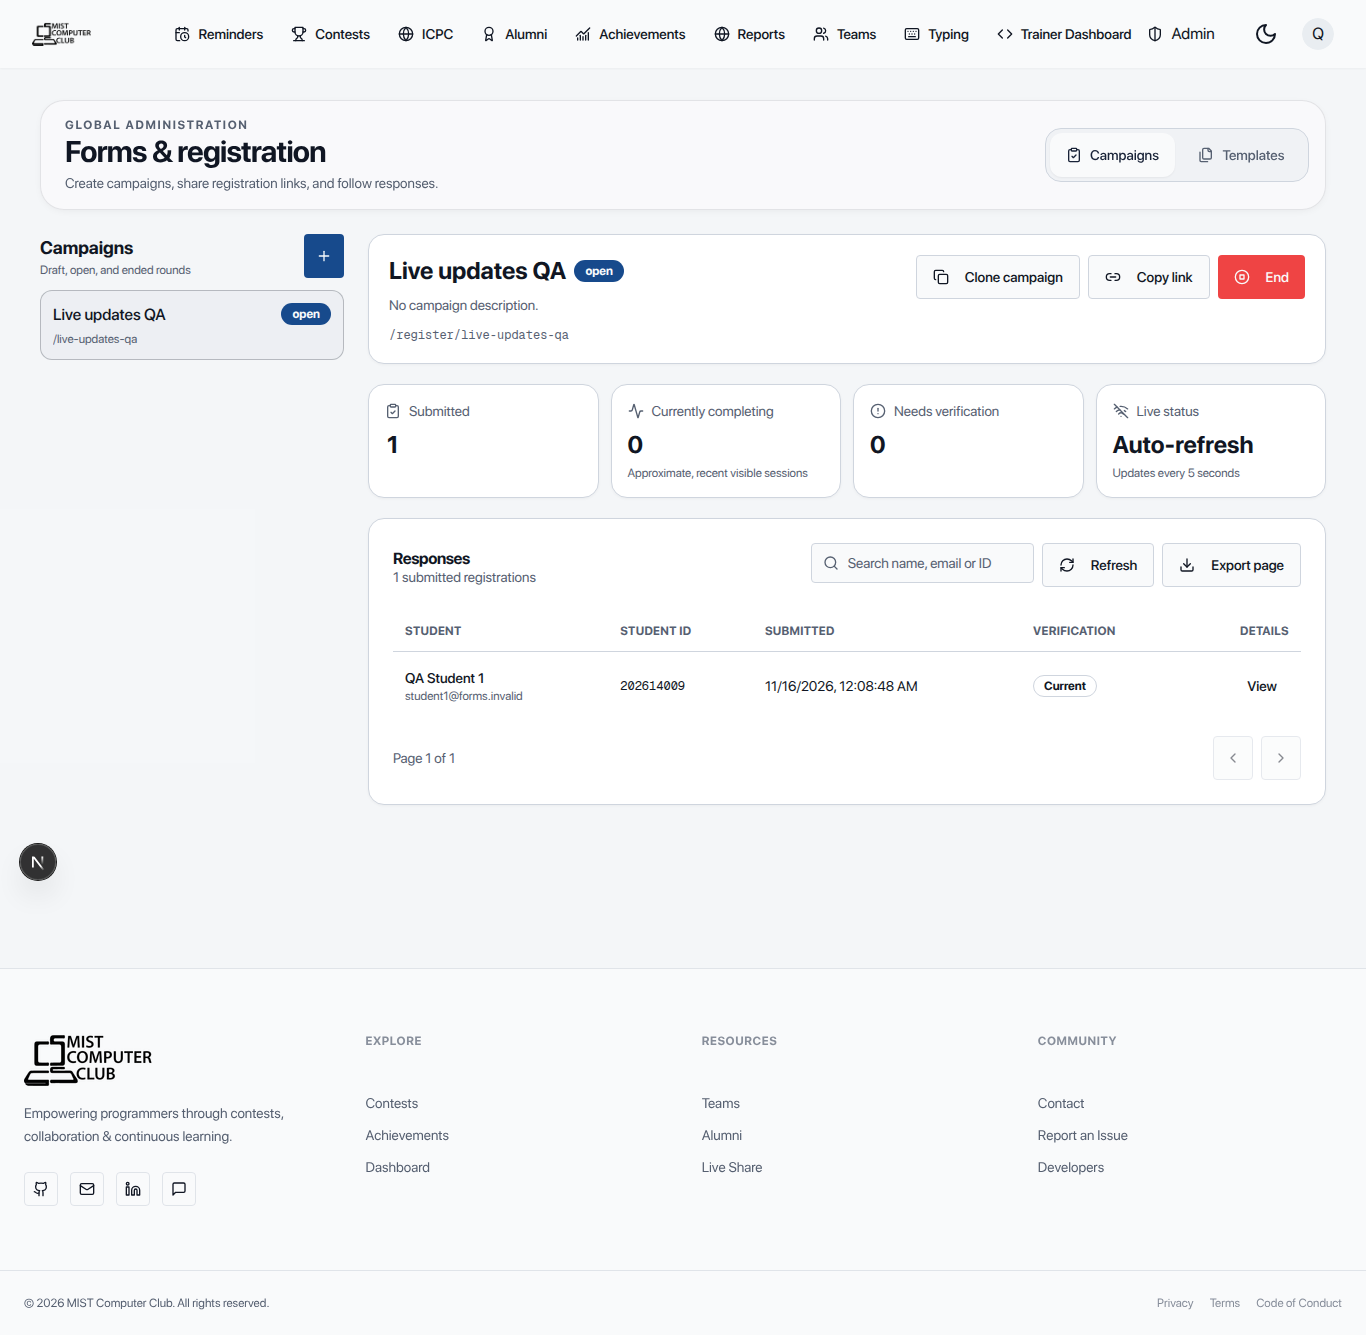 MIST
COMPUTER
CLUB
Reminders
Contests
ICPC
Alumni
Achievements
Reports
Teams
Typing
Trainer Dashboard
Admin
Q
GLOBAL ADMINISTRATION
Forms & registration
Create campaigns, share registration links, and follow responses.
Campaigns
Templates
Campaigns
Draft, open, and ended rounds
Live updates QA
open
/live-updates-qa
Live updates QA
open
No campaign description.
/register/live-updates-qa
Clone campaign
Copy link
End
Submitted
1
Currently completing
0
Approximate, recent visible sessions
Needs verification
0
Live status
Auto-refresh
Updates every 5 seconds
Responses
1 submitted registrations
Search name, email or ID
Refresh
Export page
STUDENT
STUDENT ID
SUBMITTED
VERIFICATION
DETAILS
QA Student 1
student1@forms.invalid
202614009
11/16/2026, 12:08:48 AM
Current
View
Page 1 of 1
N
MIST
COMPUTER
CLUB
Empowering programmers through contests,
collaboration & continuous learning.
EXPLORE
Contests
Achievements
Dashboard
RESOURCES
Teams
Alumni
Live Share
COMMUNITY
Contact
Report an Issue
Developers
© 2026 MIST Computer Club. All rights reserved.
Privacy
Terms
Code of Conduct